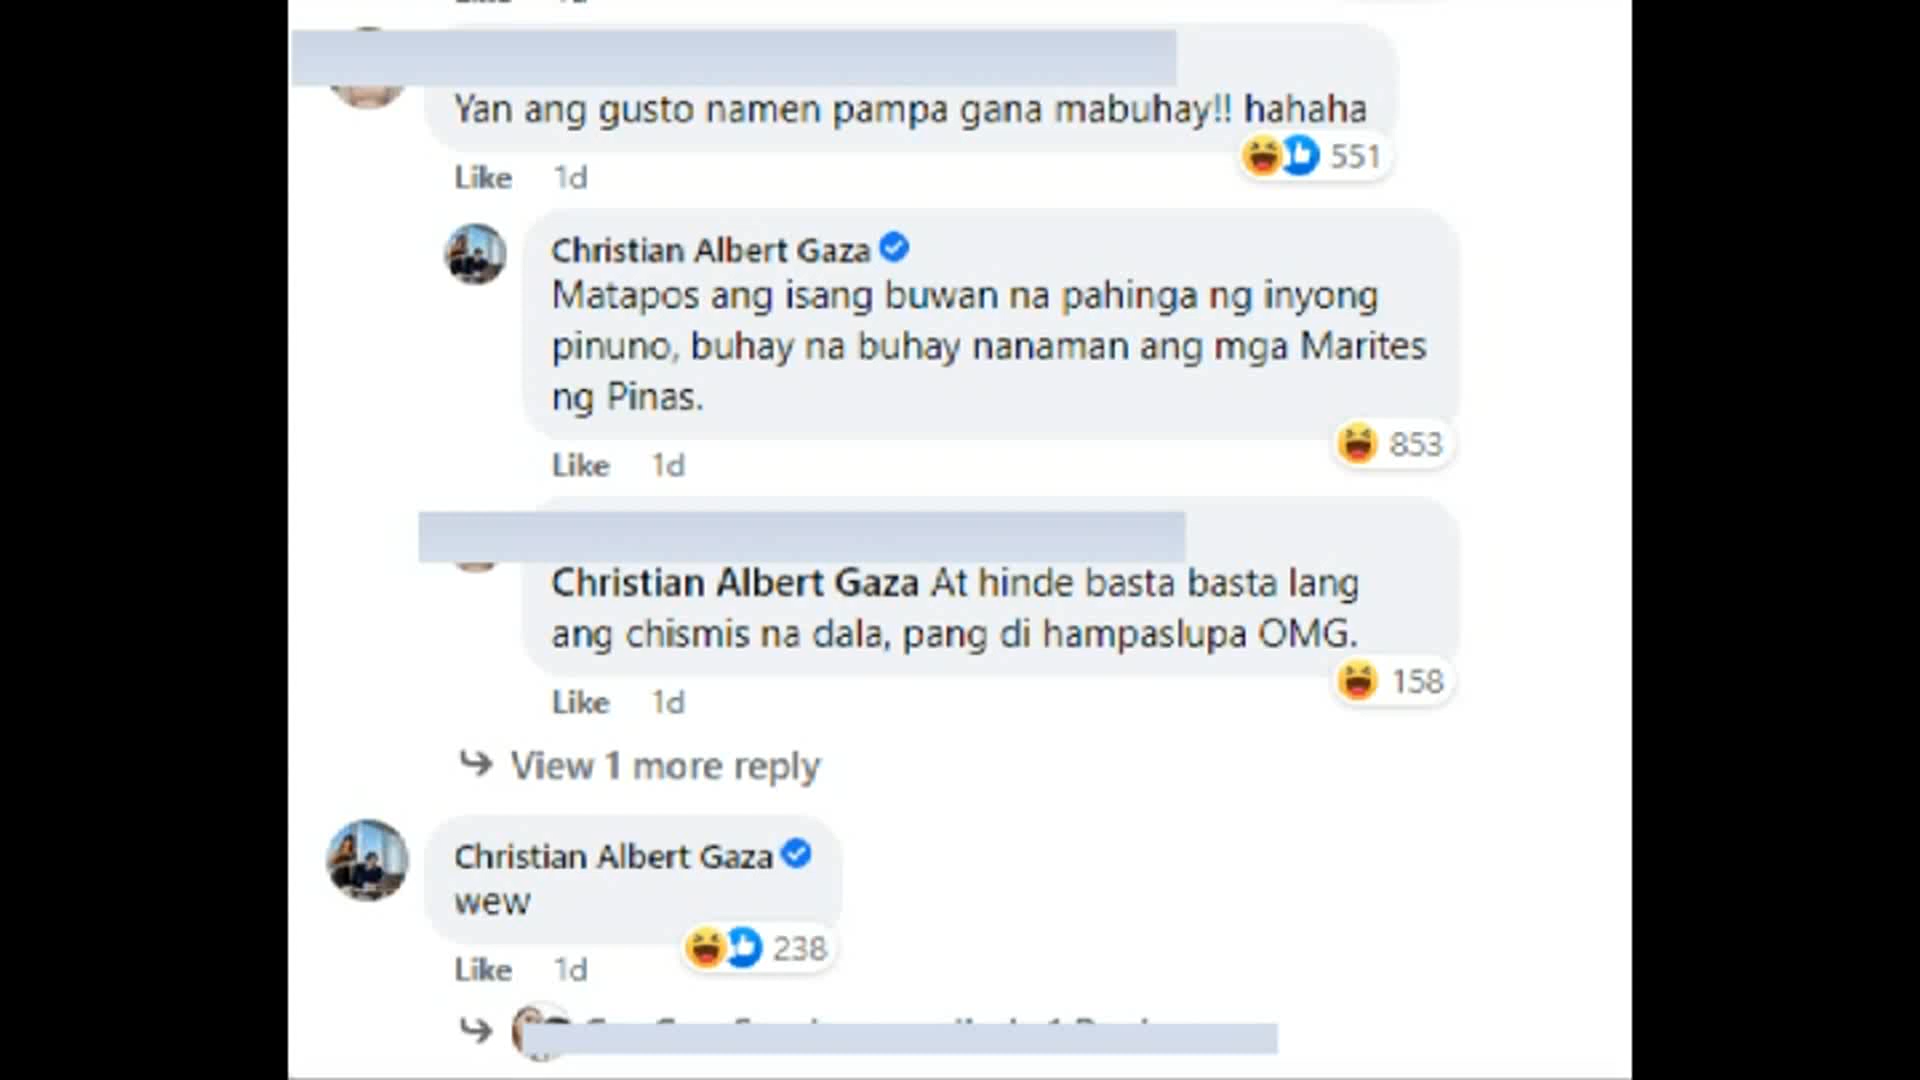 Yan ang gusto namen pampa gana mabuhay!! hahaha
551
Like 1d
Christian Albert Gaza
Matapos ang isang buwan na pahinga ng inyong
pinuno, buhay na buhay nanaman ang mga Marites
ng Pinas.
853
Like 1d
Christian Albert Gaza At hinde basta basta lang
ang chismis na dala, pang di hampaslupa OMG.
158
Like 1d
View 1 more reply
Christian Albert Gaza
wew
238
Like 1d